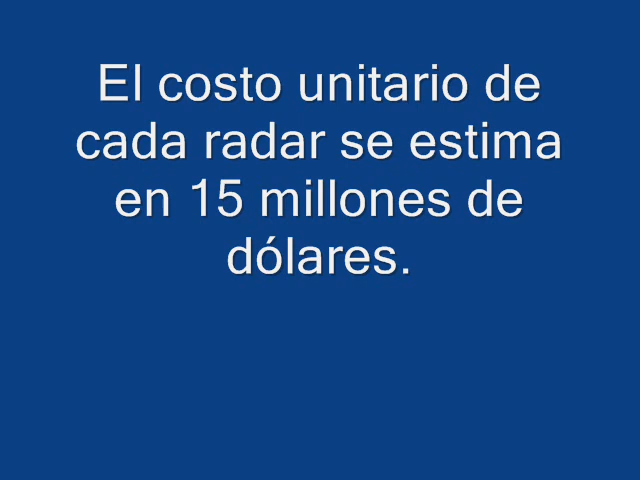 El costo unitario de
cada radar se estima
en 15 millones de
dólares.